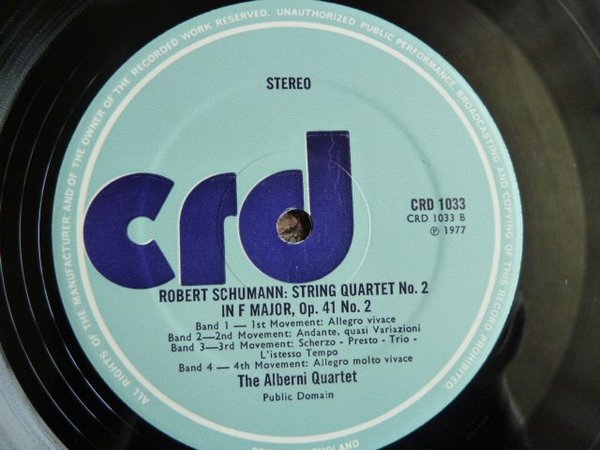 ALL RIGHTS OF THE MANUFACTURER AND OF THE OWNER OF THE RECORDED WORK RESERVED. UNAUTHORIZED PUBLIC PERFORMANCE, BROADCASTING AND COPYING OF THIS RECORD PROHIBITED.
STEREO
crd
CRD 1033
CRD 1033 B
℗ 1977
ROBERT SCHUMANN: STRING QUARTET No. 2
IN F MAJOR, Op. 41 No. 2
Band 1 — 1st Movement: Allegro vivace
Band 2—2nd Movement: Andante, quasi Variazioni
Band 3—3rd Movement: Scherzo - Presto - Trio -
L'istesso Tempo
Band 4 — 4th Movement: Allegro molto vivace
The Alberni Quartet
Public Domain
ENGLAND